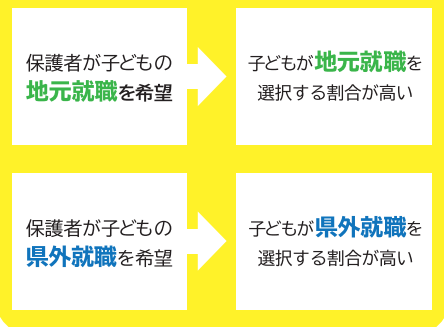 保護者が子どもの
地元就職を希望
子どもが地元就職を
選択する割合が高い
保護者が子どもの
県外就職を希望
子どもが県外就職を
選択する割合が高い